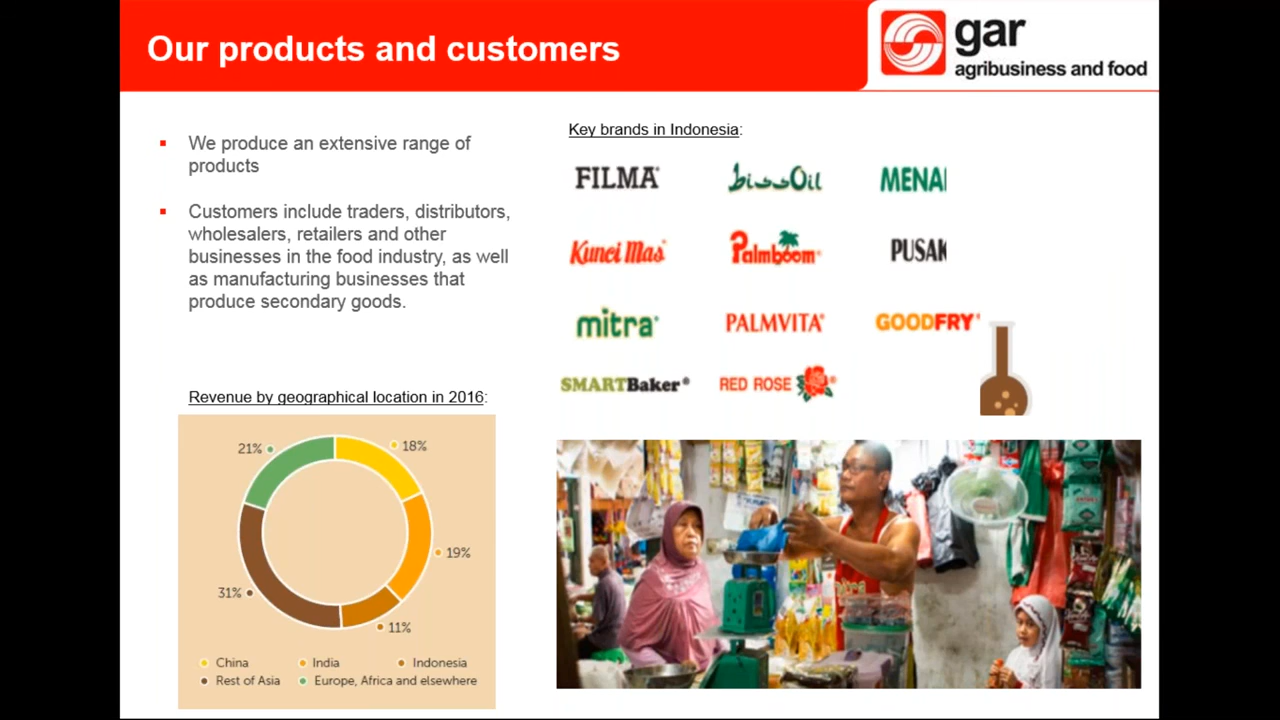 Our products and customers
gar
agribusiness and food
We produce an extensive range of
products
Customers include traders, distributors,
wholesalers, retailers and other
businesses in the food industry, as well
as manufacturing businesses that
produce secondary goods.
Key brands in Indonesia:
FILMA®
bissOil
MENA
Kunci Mas®
Palmboom®
PUSAK
mitra®
PALMVITA®
GOODFRY®
SMARTBaker®
RED ROSE ®
Revenue by geographical location in 2016:
21%
18%
19%
31%
11%
China
India
Indonesia
Rest of Asia
Europe, Africa and elsewhere